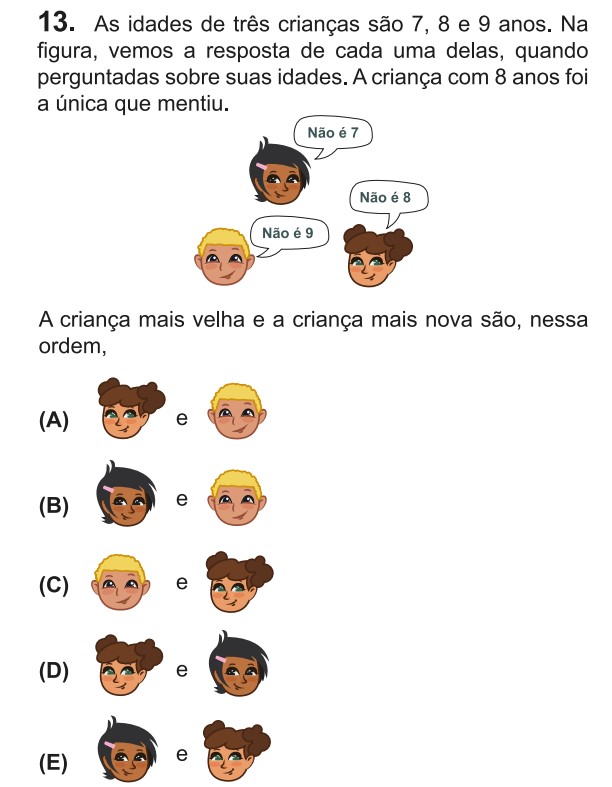 13. As idades de três crianças são 7, 8 e 9 anos. Na
figura, vemos a resposta de cada uma delas, quando
perguntadas sobre suas idades. A criança com 8 anos foi
a única que mentiu.
Não é 7
Não é 8
Não é 9
A criança mais velha e a criança mais nova são, nessa
ordem,
(A) e
(B) e
(C) e
(D) e
(E) e